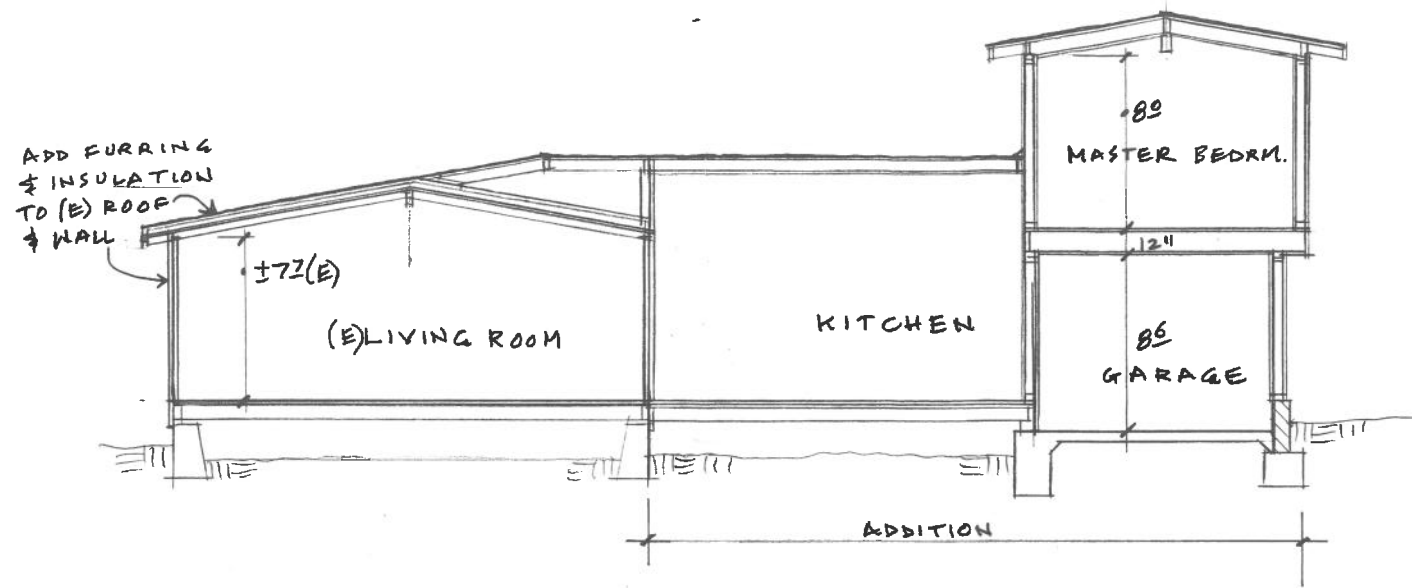 ADD FURRING
& INSULATION
TO (E) ROOF
& WALL
±7⁷(E)
(E) LIVING ROOM
KITCHEN
8⁰
MASTER BEDRM.
12"
8⁶
GARAGE
ADDITION